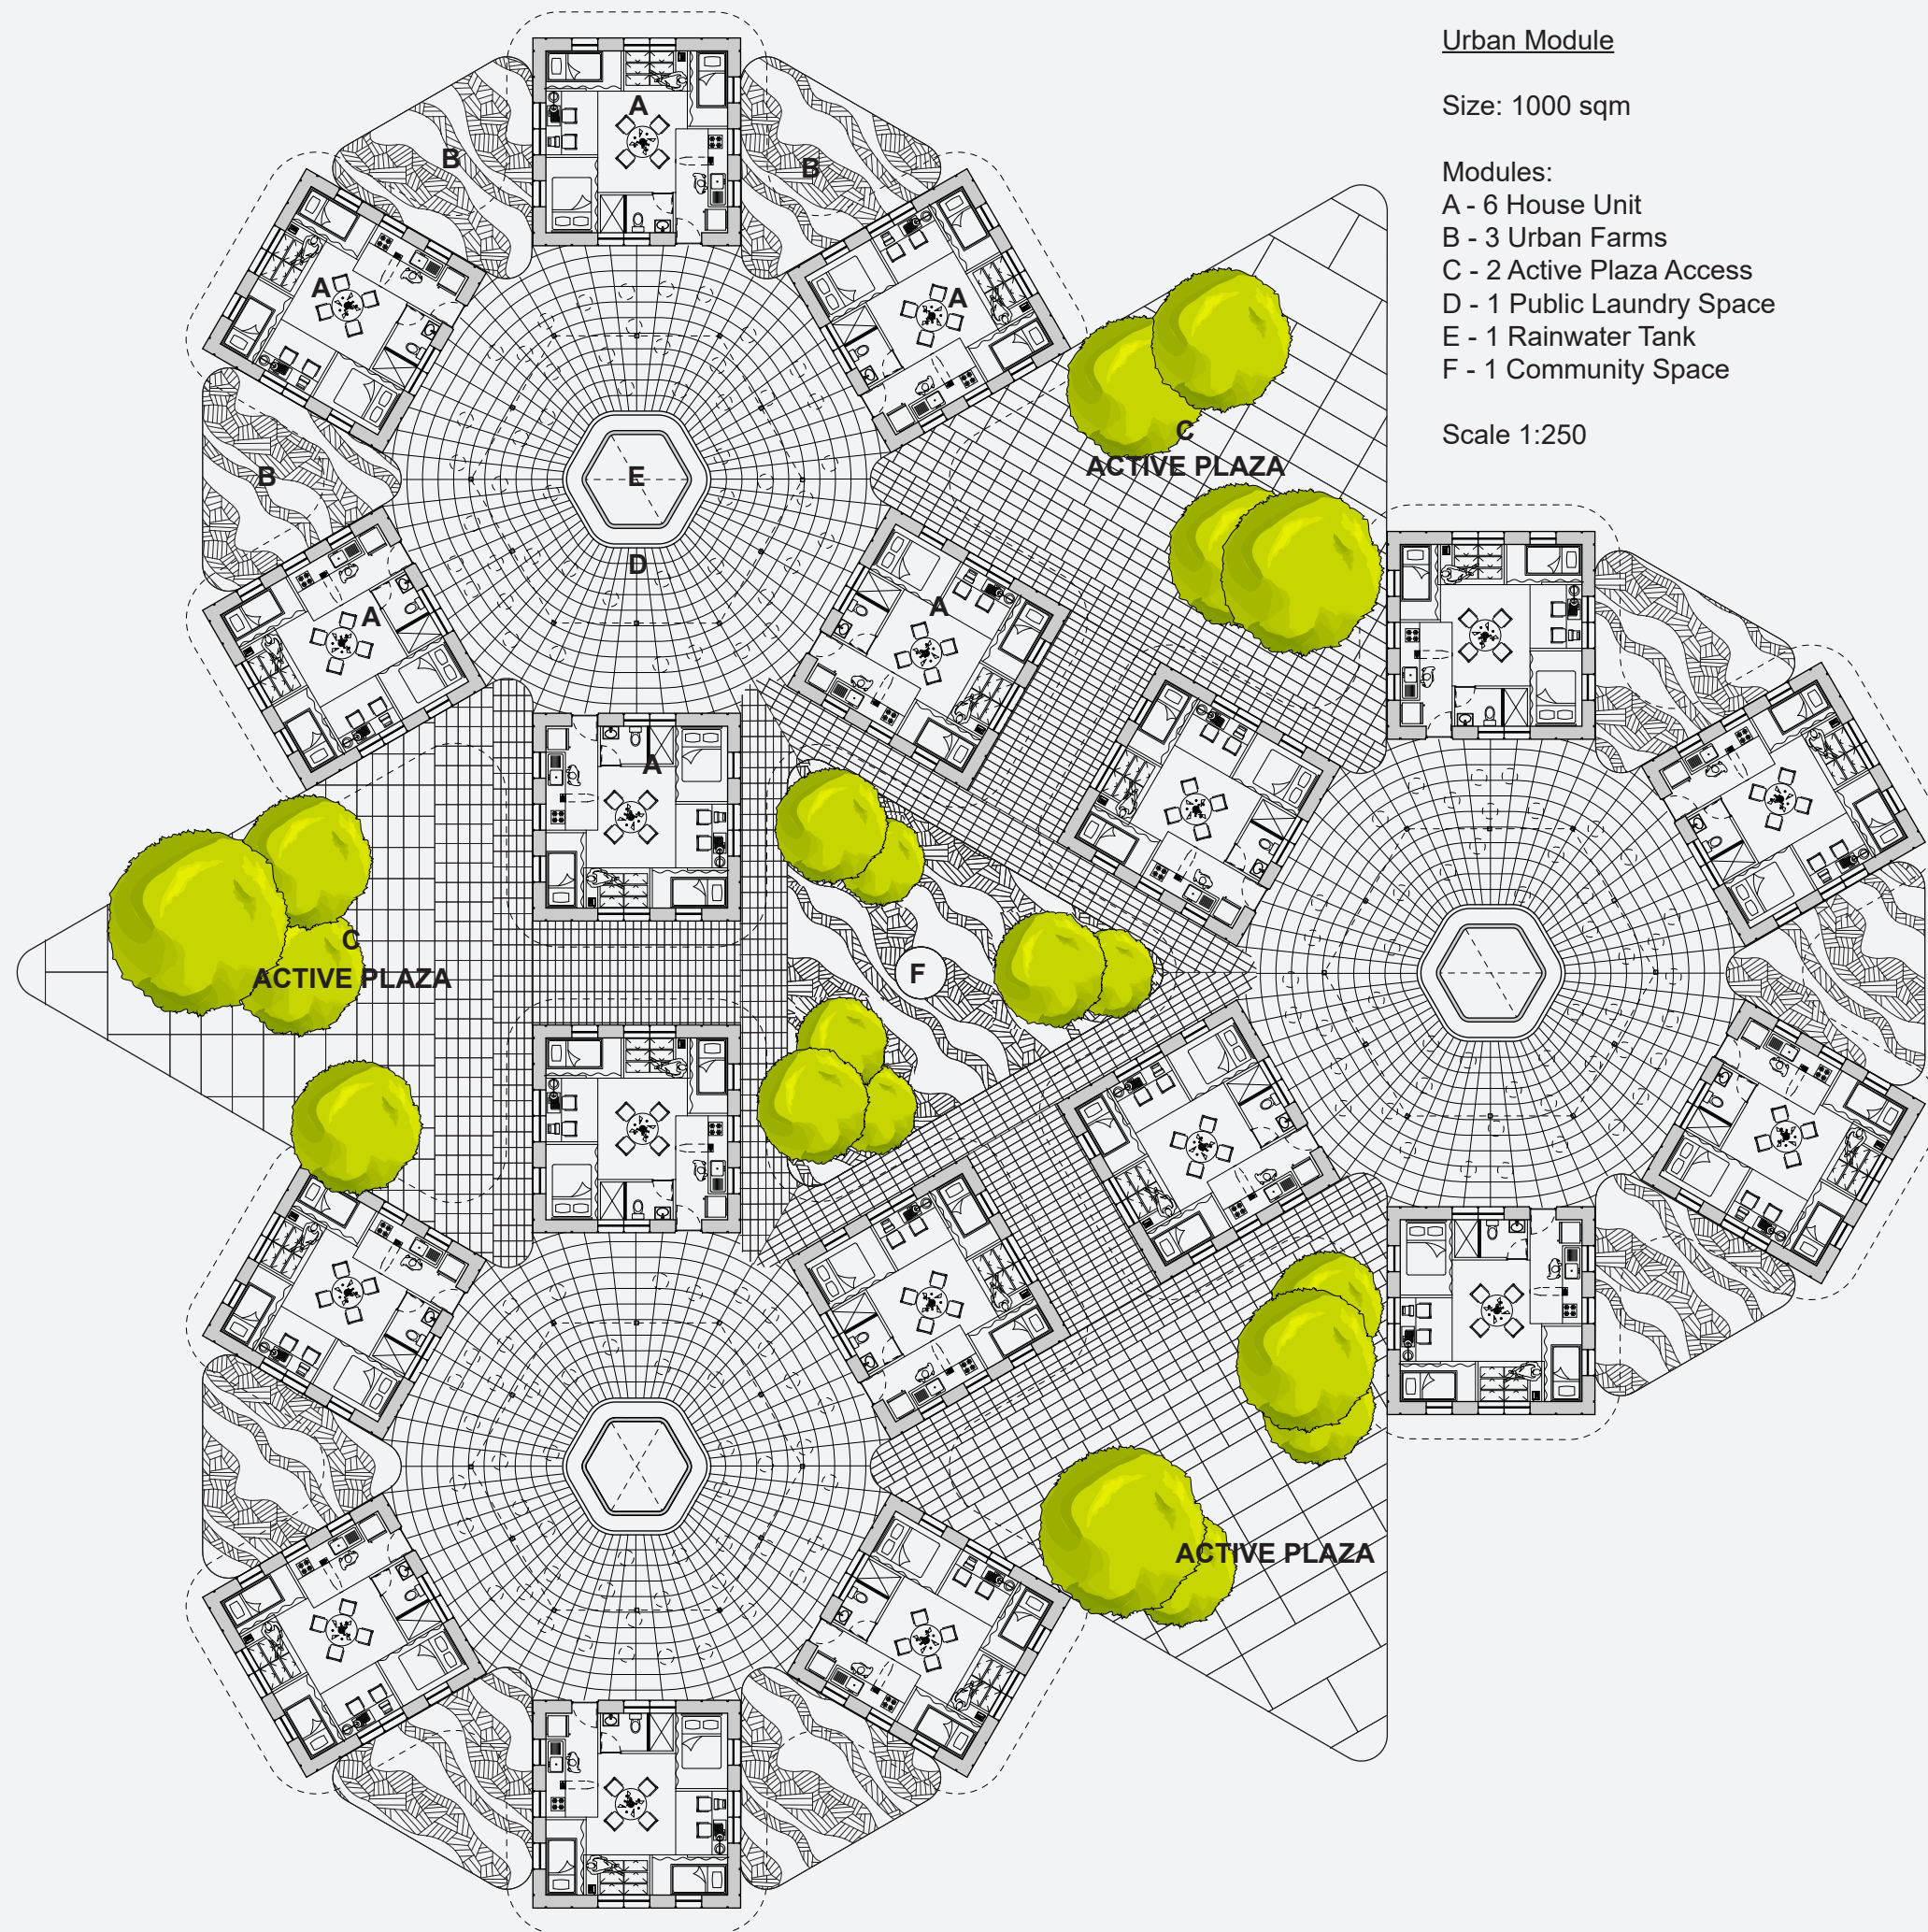 Urban Module
Size: 1000 sqm
Modules:
A - 6 House Unit
B - 3 Urban Farms
C - 2 Active Plaza Access
D - 1 Public Laundry Space
E - 1 Rainwater Tank
F - 1 Community Space
Scale 1:250
A
B
B
A
A
C
ACTIVE PLAZA
B
E
D
A
A
A
C
ACTIVE PLAZA
F
ACTIVE PLAZA